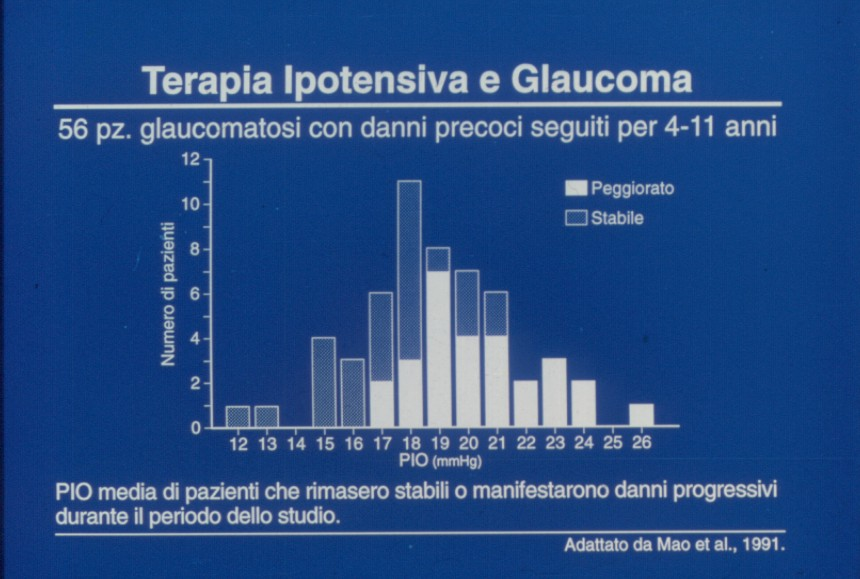 Terapia Ipotensiva e Glaucoma
56 pz. glaucomatosi con danni precoci seguiti per 4-11 anni
12
10
8
6
4
2
0
Numero di pazienti
Peggiorato
Stabile
12 13 14 15 16 17 18 19 20 21 22 23 24 25 26
PIO (mmHg)
PIO media di pazienti che rimasero stabili o manifestarono danni progressivi
durante il periodo dello studio.
Adattato da Mao et al., 1991.